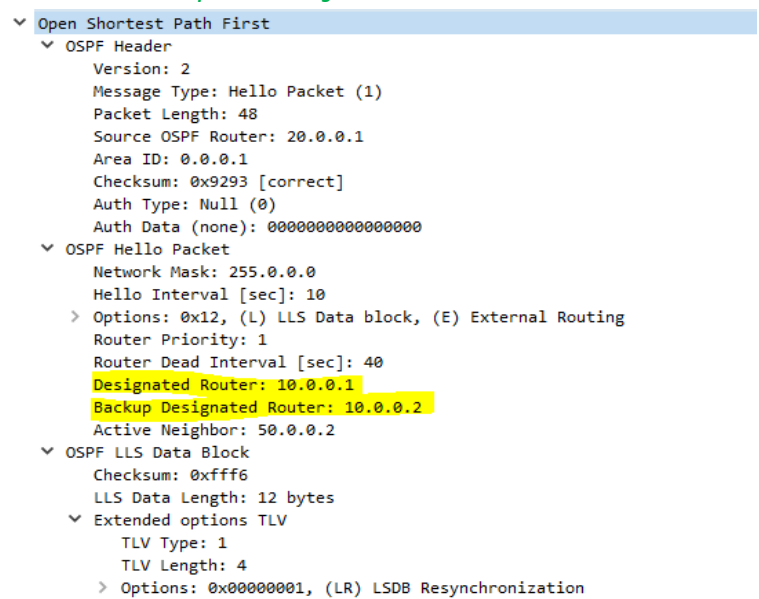 Open Shortest Path First
OSPF Header
Version: 2
Message Type: Hello Packet (1)
Packet Length: 48
Source OSPF Router: 20.0.0.1
Area ID: 0.0.0.1
Checksum: 0x9293 [correct]
Auth Type: Null (0)
Auth Data (none): 0000000000000000
OSPF Hello Packet
Network Mask: 255.0.0.0
Hello Interval [sec]: 10
Options: 0x12, (L) LLS Data block, (E) External Routing
Router Priority: 1
Router Dead Interval [sec]: 40
Designated Router: 10.0.0.1
Backup Designated Router: 10.0.0.2
Active Neighbor: 50.0.0.2
OSPF LLS Data Block
Checksum: 0xfff6
LLS Data Length: 12 bytes
Extended options TLV
TLV Type: 1
TLV Length: 4
Options: 0x00000001, (LR) LSDB Resynchronization